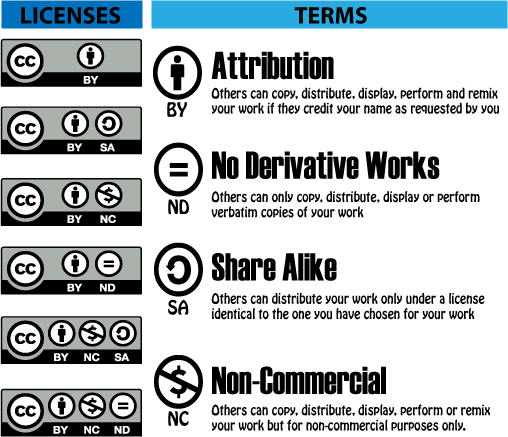 LICENSES
TERMS
cc
BY
cc
BY SA
cc
BY NC
cc
BY ND
cc
BY NC SA
cc
BY NC ND
BY
Attribution
Others can copy, distribute, display, perform and remix
your work if they credit your name as requested by you
ND
No Derivative Works
Others can only copy, distribute, display or perform
verbatim copies of your work
SA
Share Alike
Others can distribute your work only under a license
identical to the one you have chosen for your work
NC
Non-Commercial
Others can copy, distribute, display, perform or remix
your work but for non-commercial purposes only.